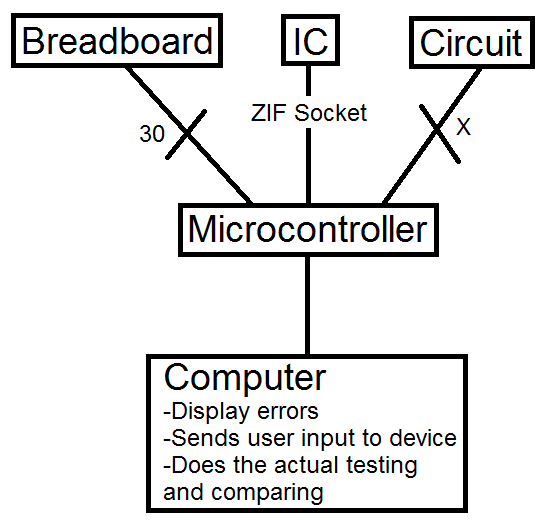 Breadboard
IC
Circuit
ZIF Socket
30
X
Microcontroller
Computer
-Display errors
-Sends user input to device
-Does the actual testing
and comparing